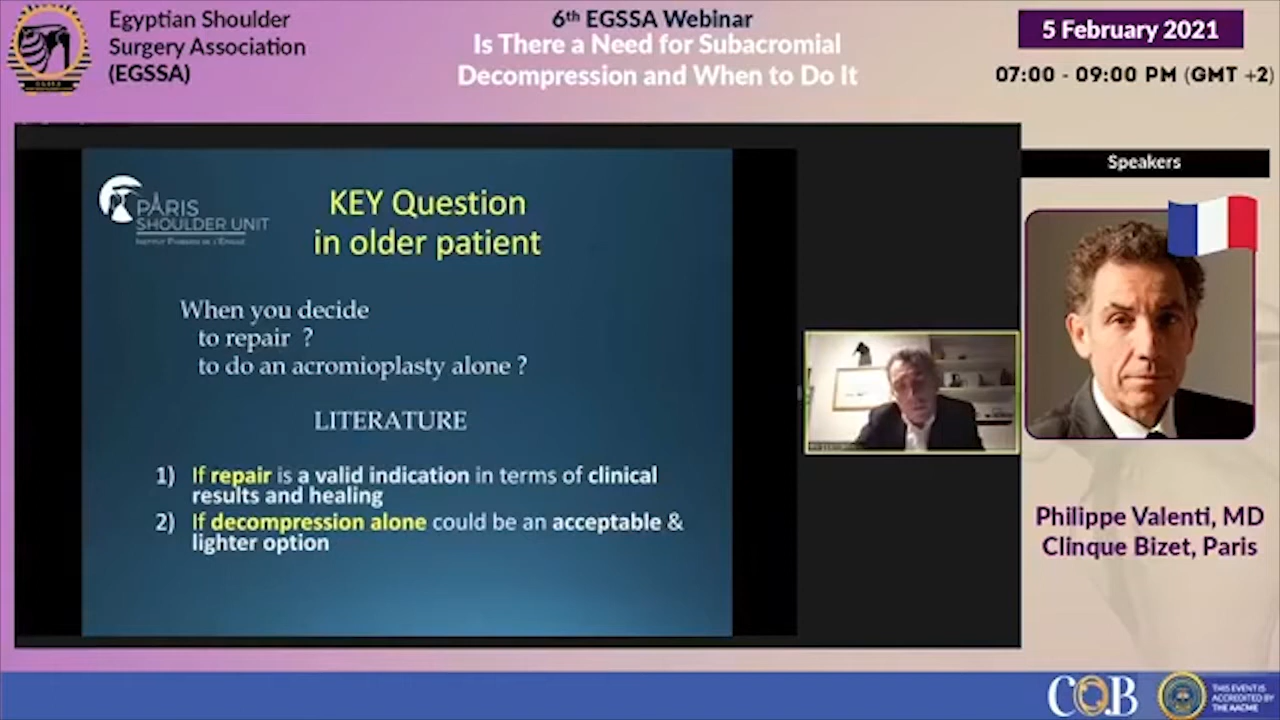 Egyptian Shoulder
Surgery Association
(EGSSA)
6th EGSSA Webinar
Is There a Need for Subacromial
Decompression and When to Do It
5 February 2021
07:00 - 09:00 PM (GMT +2)
PARIS
SHOULDER UNIT
KEY Question
in older patient
When you decide
to repair ?
to do an acromioplasty alone ?
LITERATURE
1) If repair is a valid indication in terms of clinical
results and healing
2) If decompression alone could be an acceptable &
lighter option
Speakers
Philippe Valenti, MD
Clinque Bizet, Paris
COB
THIS EVENT IS
ACCREDITED BY
THE AACME